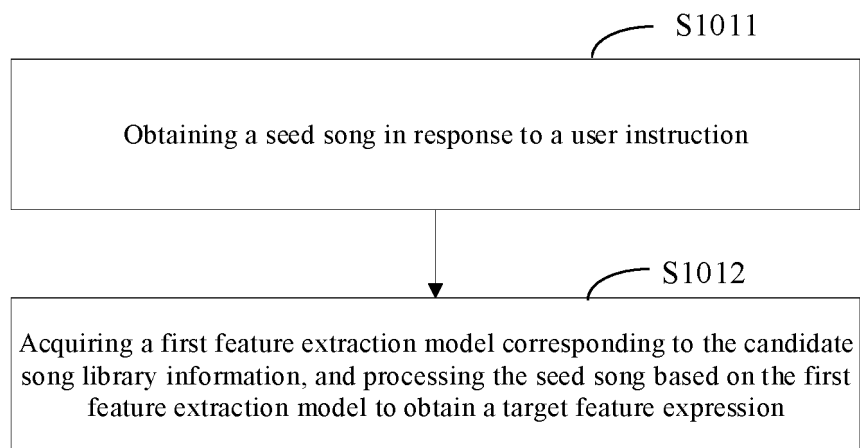 S1011
Obtaining a seed song in response to a user instruction
S1012
Acquiring a first feature extraction model corresponding to the candidate
song library information, and processing the seed song based on the first
feature extraction model to obtain a target feature expression